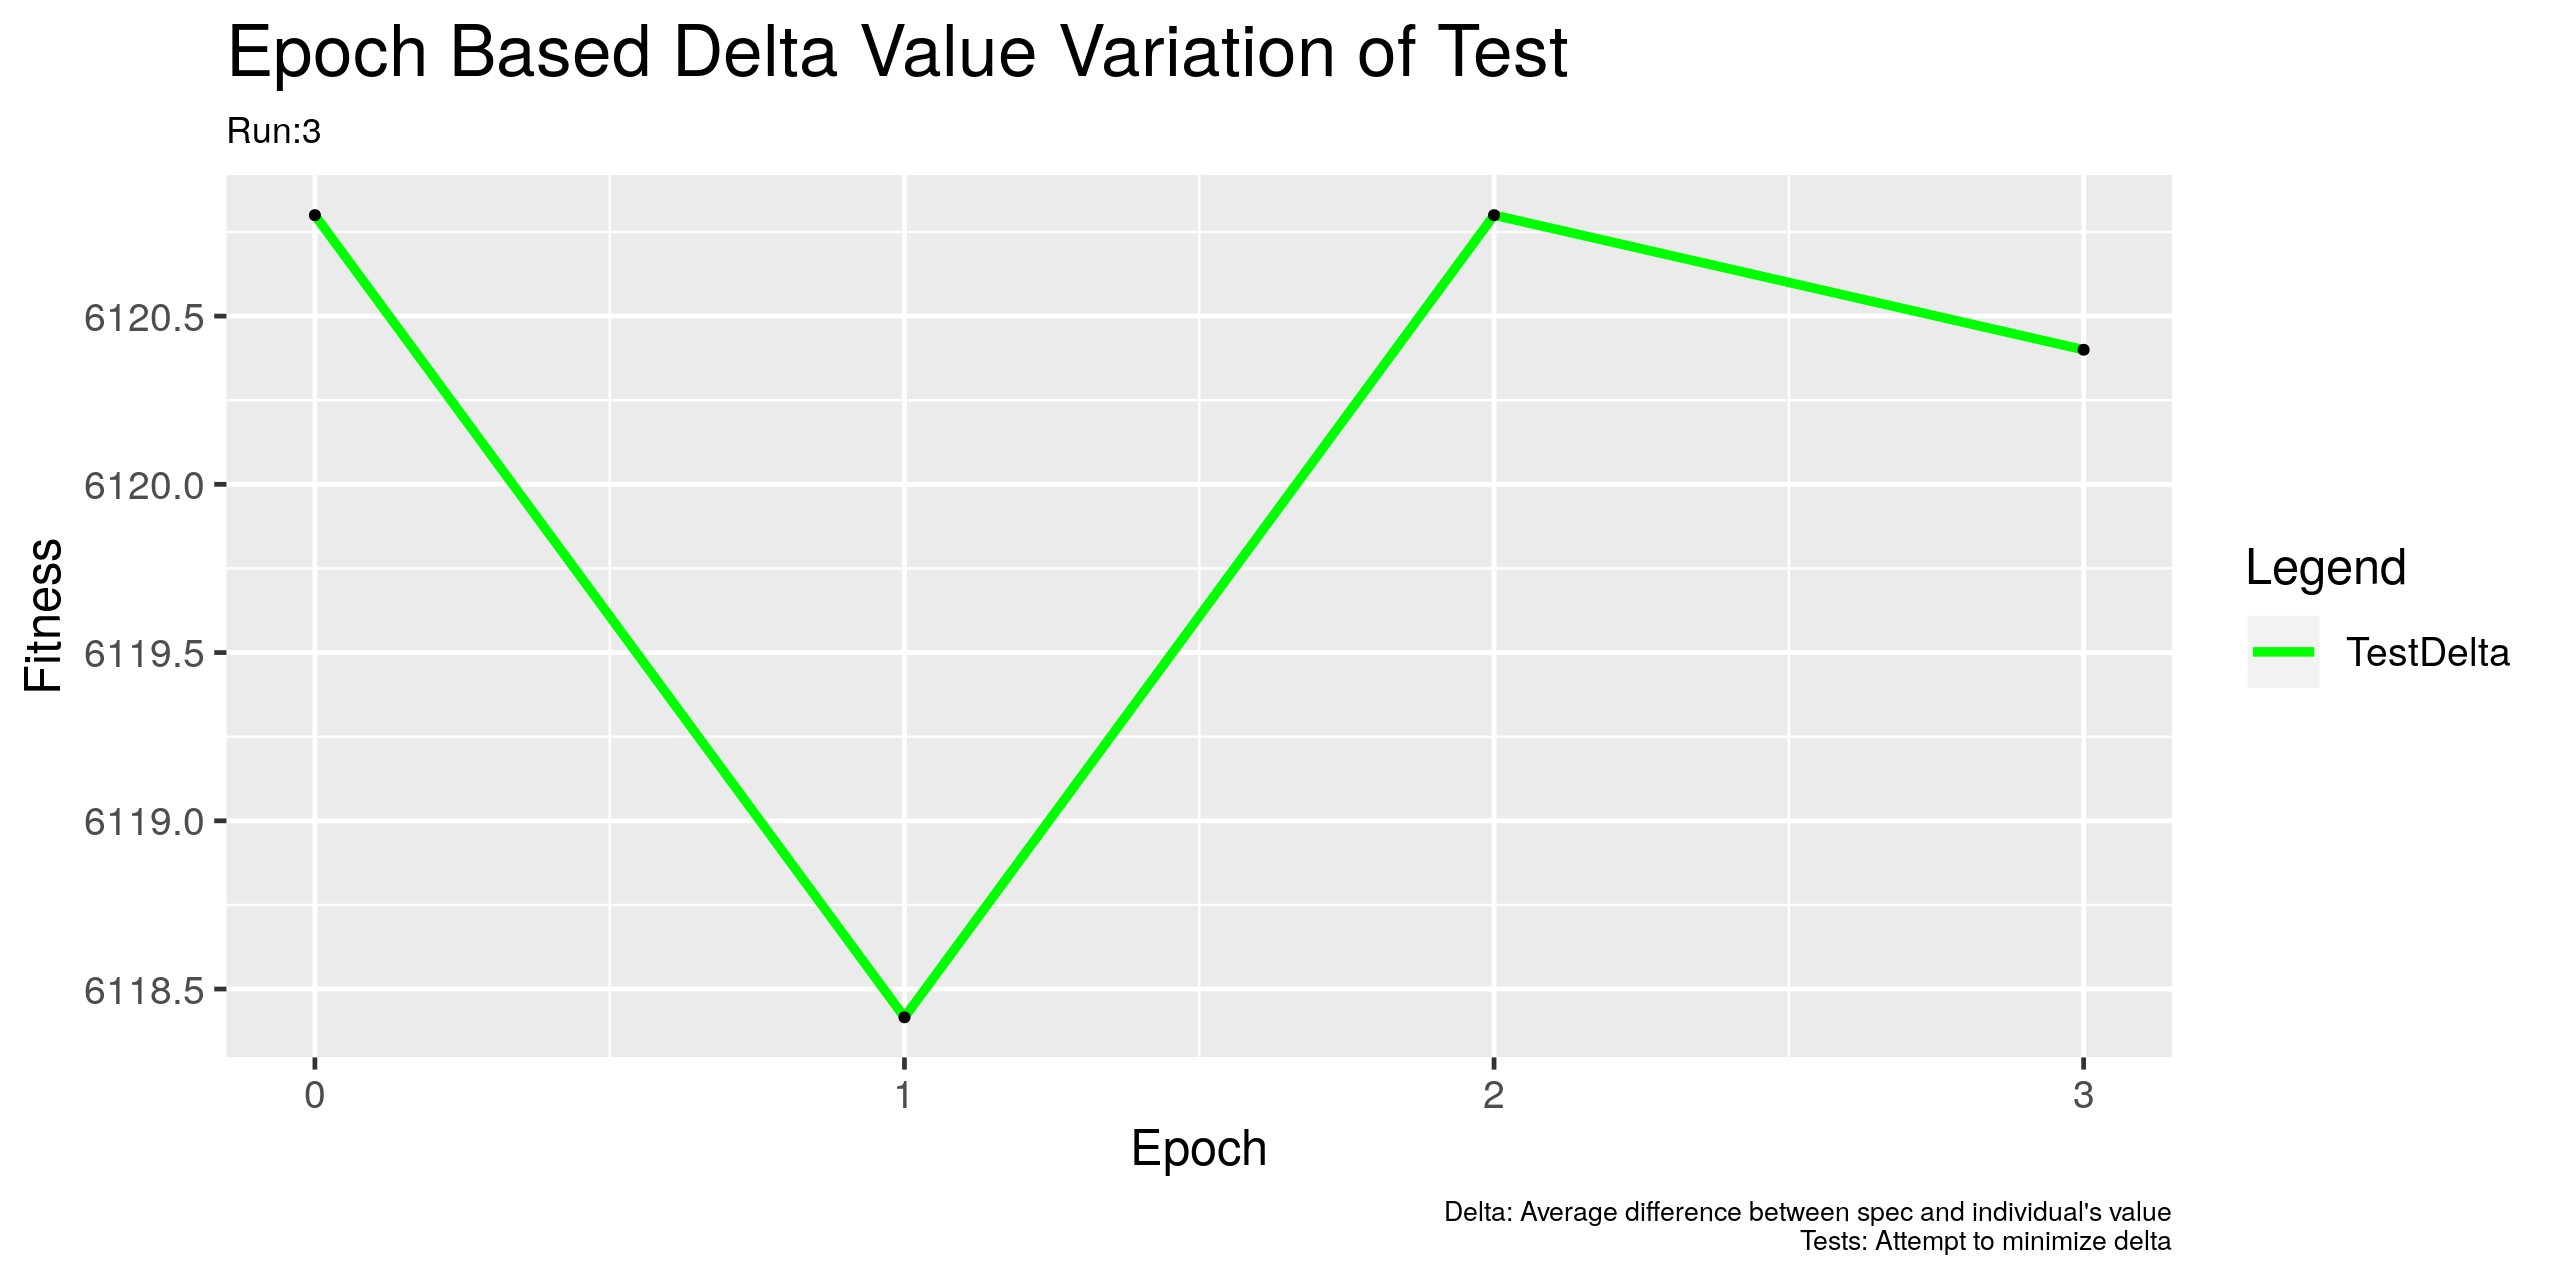 Epoch Based Delta Value Variation of Test
Run:3
6120.5
6120.0
6119.5
6119.0
6118.5
Fitness
0 1 2 3
Epoch
Legend
TestDelta
Delta: Average difference between spec and individual's value
Tests: Attempt to minimize delta